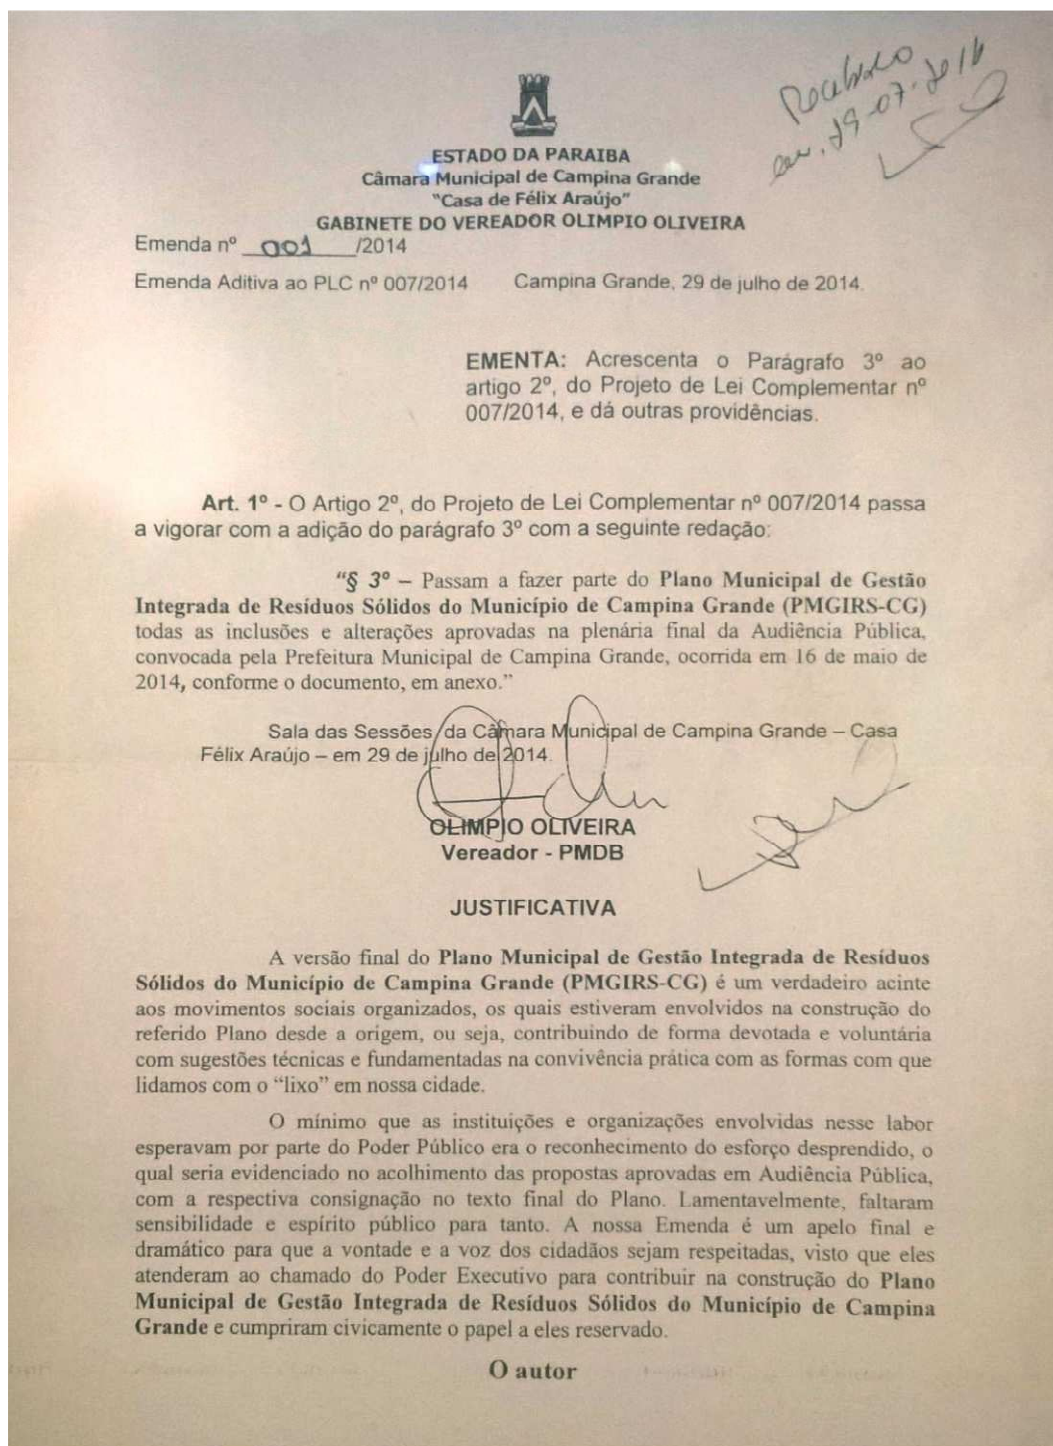 Recebido
em. 29-07-2014
ESTADO DA PARAIBA
Câmara Municipal de Campina Grande
"Casa de Félix Araújo"
GABINETE DO VEREADOR OLIMPIO OLIVEIRA
Emenda nº 001 /2014
Emenda Aditiva ao PLC nº 007/2014 Campina Grande, 29 de julho de 2014.
EMENTA: Acrescenta o Parágrafo 3º ao
artigo 2º, do Projeto de Lei Complementar nº
007/2014, e dá outras providências.
Art. 1º - O Artigo 2º, do Projeto de Lei Complementar nº 007/2014 passa
a vigorar com a adição do parágrafo 3º com a seguinte redação:
"§ 3º – Passam a fazer parte do Plano Municipal de Gestão
Integrada de Resíduos Sólidos do Município de Campina Grande (PMGIRS-CG)
todas as inclusões e alterações aprovadas na plenária final da Audiência Pública,
convocada pela Prefeitura Municipal de Campina Grande, ocorrida em 16 de maio de
2014, conforme o documento, em anexo."
Sala das Sessões, da Câmara Municipal de Campina Grande – Casa
Félix Araújo – em 29 de julho de 2014.
OLIMPIO OLIVEIRA
Vereador - PMDB
JUSTIFICATIVA
A versão final do Plano Municipal de Gestão Integrada de Resíduos
Sólidos do Município de Campina Grande (PMGIRS-CG) é um verdadeiro acinte
aos movimentos sociais organizados, os quais estiveram envolvidos na construção do
referido Plano desde a origem, ou seja, contribuindo de forma devotada e voluntária
com sugestões técnicas e fundamentadas na convivência prática com as formas com que
lidamos com o "lixo" em nossa cidade.
O mínimo que as instituições e organizações envolvidas nesse labor
esperavam por parte do Poder Público era o reconhecimento do esforço desprendido, o
qual seria evidenciado no acolhimento das propostas aprovadas em Audiência Pública,
com a respectiva consignação no texto final do Plano. Lamentavelmente, faltaram
sensibilidade e espírito público para tanto. A nossa Emenda é um apelo final e
dramático para que a vontade e a voz dos cidadãos sejam respeitadas, visto que eles
atenderam ao chamado do Poder Executivo para contribuir na construção do Plano
Municipal de Gestão Integrada de Resíduos Sólidos do Município de Campina
Grande e cumpriram civicamente o papel a eles reservado.
O autor